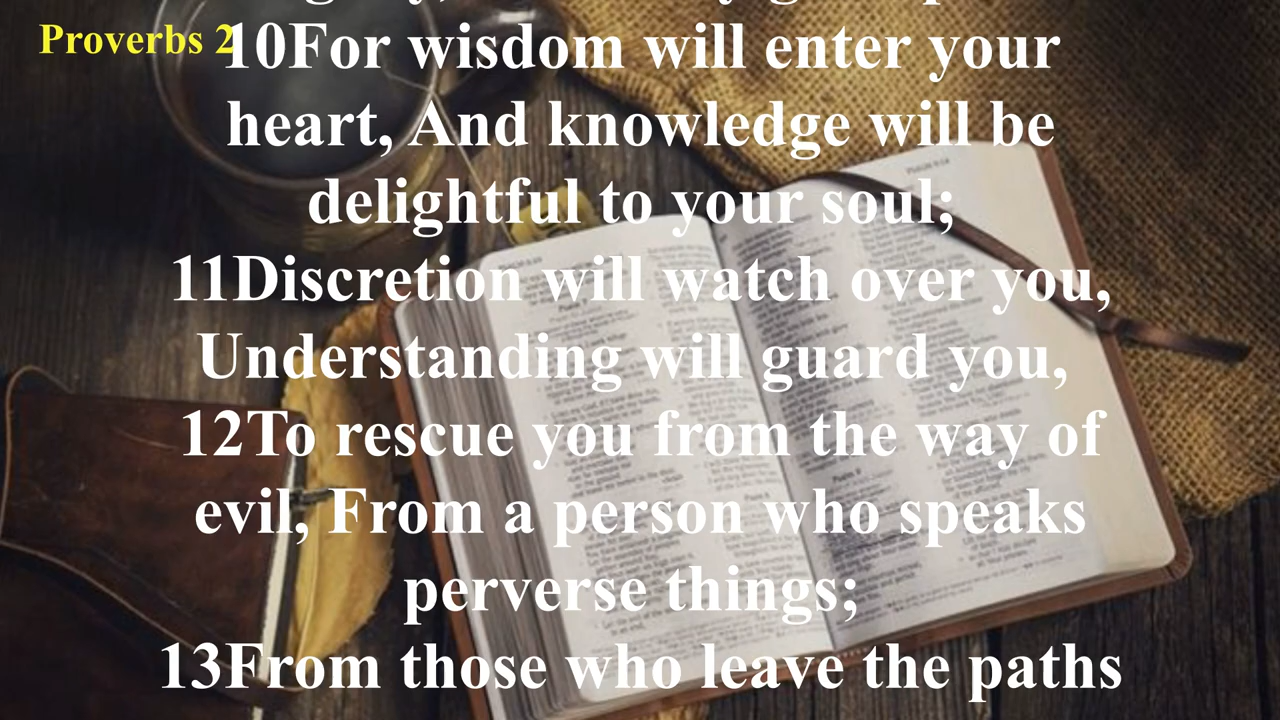 Proverbs 2
10For wisdom will enter your
heart, And knowledge will be
delightful to your soul;
11Discretion will watch over you,
Understanding will guard you,
12To rescue you from the way of
evil, From a person who speaks
perverse things;
13From those who leave the paths